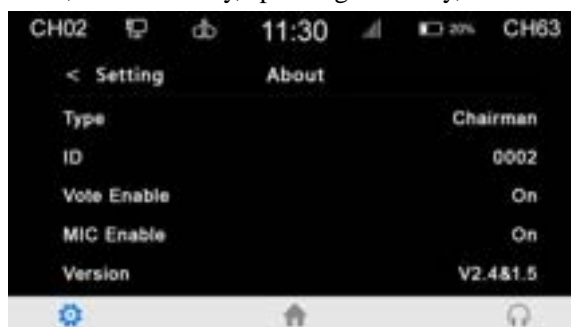 CH02 11:30 20% CH63
< Setting About
Type Chairman
ID 0002
Vote Enable On
MIC Enable On
Version V2.4&1.5